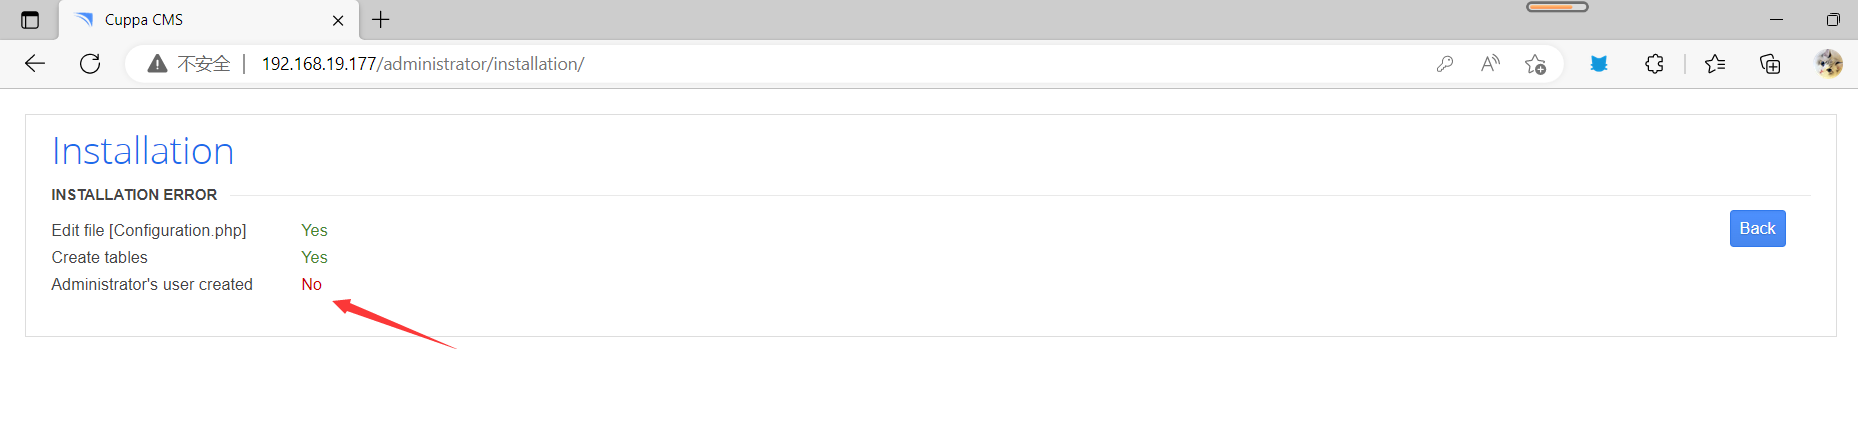 Cuppa CMS
不安全 192.168.19.177/administrator/installation/
Installation
INSTALLATION ERROR
Edit file [Configuration.php] Yes
Back
Create tables Yes
Administrator's user created No